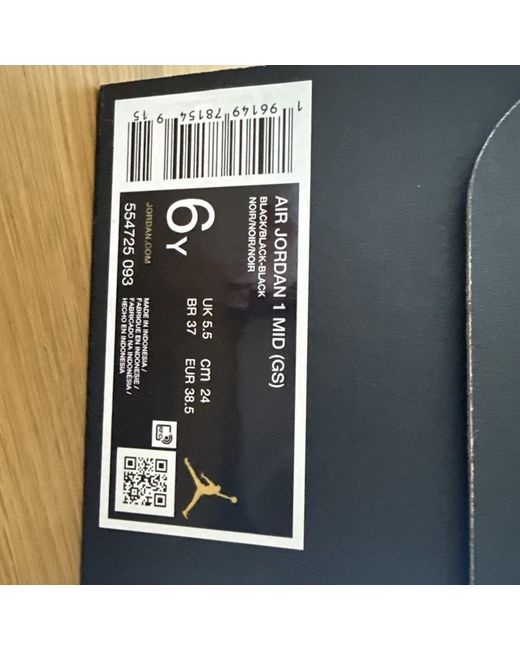 AIR JORDAN 1 MID (GS)
BLACK/BLACK-BLACK
NOIR/NOIR/NOIR
6Y
UK 5.5 cm 24
BR 37 EUR 38.5
JORDAN.COM
554725 093
MADE IN INDONESIA /
FABRIQUE EN INDONESIE /
FABRICADO NA INDONÉSIA /
HECHO EN INDONESIA
1 96149 78154 9 15